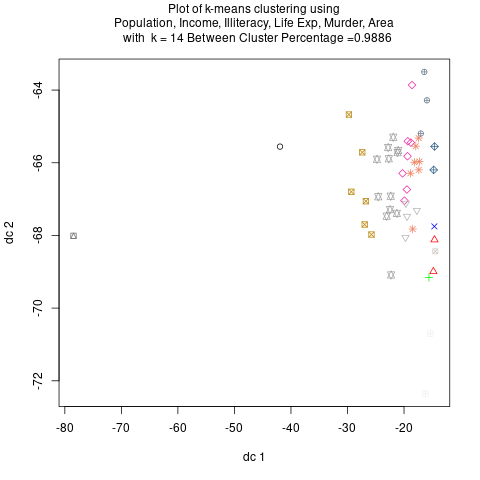 Plot of k-means clustering using
Population, Income, Illiteracy, Life Exp, Murder, Area
with  k = 14 Between Cluster Percentage =0.9886
-64
-66
-68
-70
-72
dc 2
-80 -70 -60 -50 -40 -30 -20
dc 1